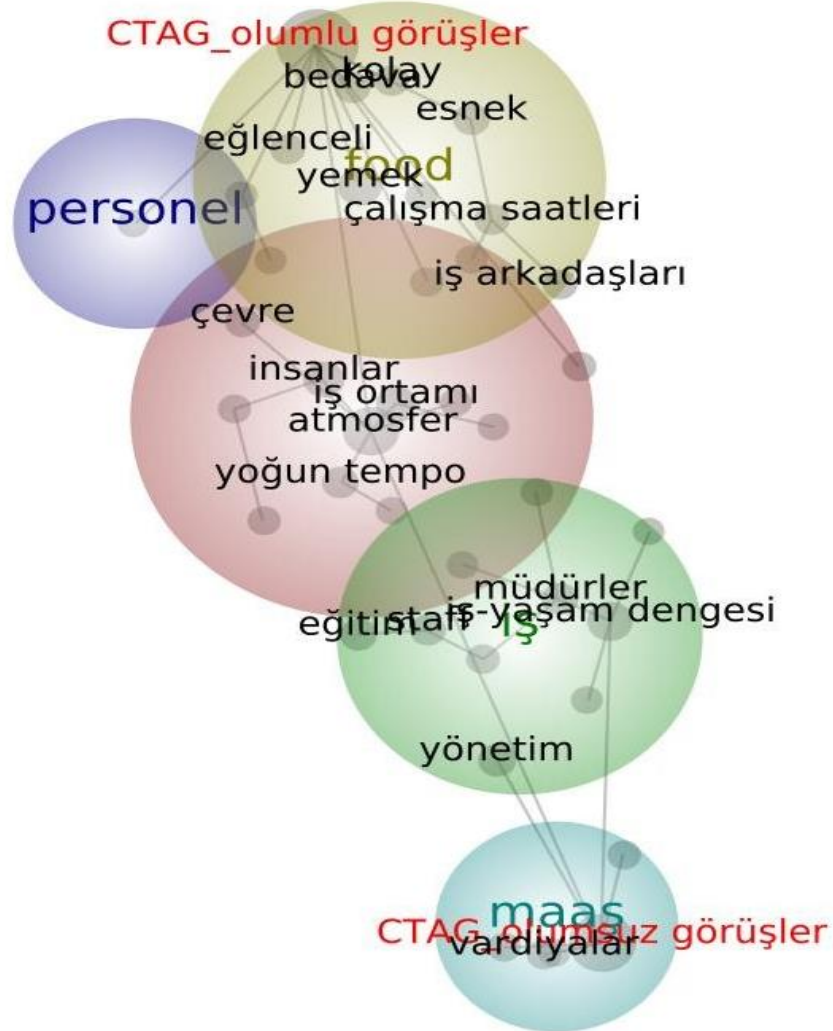 CTAG_olumlu görüşler
kolay
bedava
esnek
eğlenceli
food
yemek
personel
çalışma saatleri
iş arkadaşları
çevre
insanlar
iş ortamı
atmosfer
yoğun tempo
müdürler
iş-yaşam dengesi
eğitim
staff
iş
yönetim
maaş
CTAG_olumsuz görüşler
vardiyalar